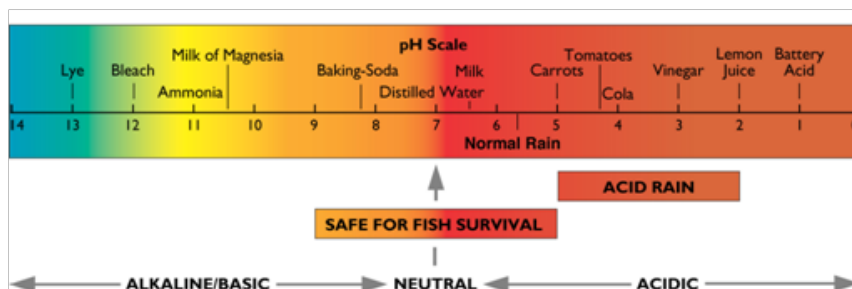 pH Scale
Milk of Magnesia
Tomatoes
Lemon Juice
Battery Acid
Lye
Bleach
Baking-Soda
Milk
Carrots
Vinegar
Ammonia
Distilled Water
Cola
14 13 12 11 10 9 8 7 6 5 4 3 2 1 0
Normal Rain
ACID RAIN
SAFE FOR FISH SURVIVAL
ALKALINE/BASIC NEUTRAL ACIDIC